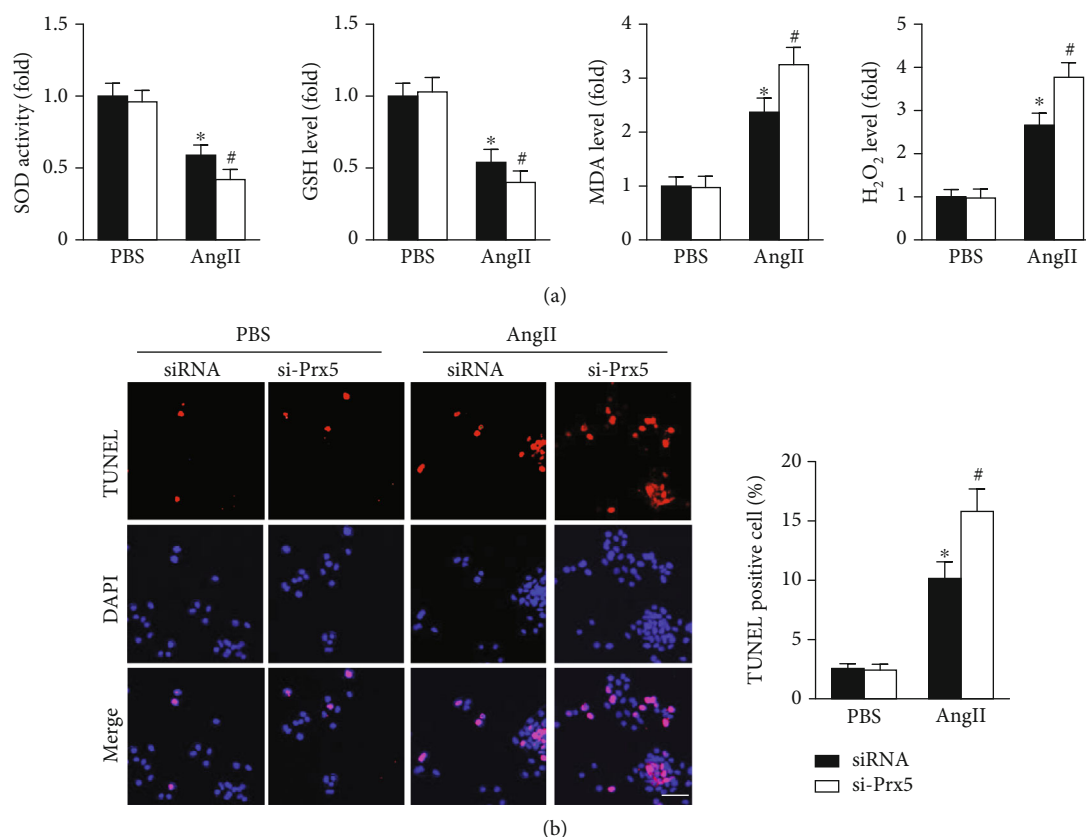 SOD activity (fold)
1.5
1.0
0.5
0
*
#
PBS
AngII
GSH level (fold)
1.5
1.0
0.5
0
*
#
PBS
AngII
MDA level (fold)
4
3
2
1
0
*
#
PBS
AngII
H₂O₂ level (fold)
5
4
3
2
1
0
*
#
PBS
AngII
(a)
PBS
AngII
siRNA
si-Prx5
siRNA
si-Prx5
TUNEL
DAPI
Merge
TUNEL positive cell (%)
20
15
10
5
0
*
#
PBS
AngII
siRNA
si-Prx5
(b)